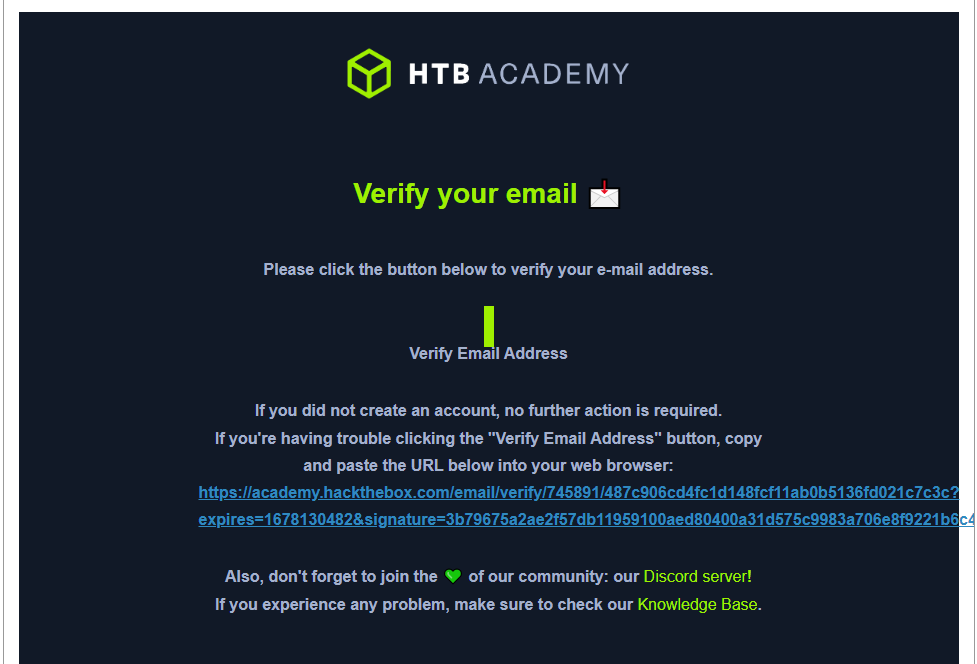 HTB ACADEMY
Verify your email
Please click the button below to verify your e-mail address.
Verify Email Address
If you did not create an account, no further action is required.
If you're having trouble clicking the "Verify Email Address" button, copy
and paste the URL below into your web browser:
https://academy.hackthebox.com/email/verify/745891/487c906cd4fc1d148fcf11ab0b5136fd021c7c3c?
expires=1678130482&signature=3b79675a2ae2f57db11959100aed80400a31d575c9983a706e8f9221b6c4
Also, don't forget to join the 💚 of our community: our Discord server!
If you experience any problem, make sure to check our Knowledge Base.